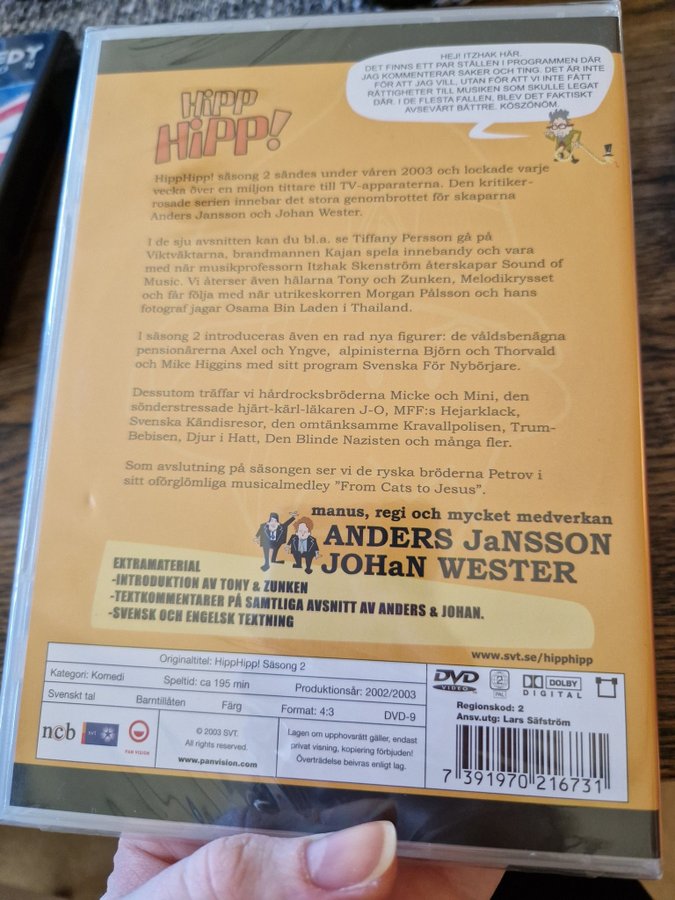 EDY
HEJ! ITZHAK HÄR.
DET FINNS ETT PAR STÄLLEN I PROGRAMMEN DÄR
JAG KOMMENTERAR SAKER OCH TING. DET ÄR INTE
FÖR ATT JAG VILL, UTAN FÖR ATT VI INTE FÅTT
RÄTTIGHETER TILL MUSIKEN SOM SKULLE LEGAT
DÄR. I DE FLESTA FALLEN, BLEV DET FAKTISKT
AVSEVÄRT BÄTTRE. KÖSZÖNÖM.
HiPP
HiPP!
HippHipp! säsong 2 sändes under våren 2003 och lockade varje
vecka över en miljon tittare till TV-apparaterna. Den kritiker-
rosade serien innebar det stora genombrottet för skaparna
Anders Jansson och Johan Wester.
I de sju avsnitten kan du bl.a. se Tiffany Persson gå på
Viktväktarna, brandmannen Kajan spela innebandy och vara
med när musikprofessorn Itzhak Skenström återskapar Sound of
Music. Vi återser även hälarna Tony och Zunken, Melodikrysset
och får följa med när utrikeskorren Morgan Pålsson och hans
fotograf jagar Osama Bin Laden i Thailand.
I säsong 2 introduceras även en rad nya figurer: de våldsbenägna
pensionärerna Axel och Yngve, alpinisterna Björn och Thorvald
och Mike Higgins med sitt program Svenska För Nybörjare.
Dessutom träffar vi hårdrocksbröderna Micke och Mini, den
sönderstressade hjärt-kärl-läkaren J-O, MFF:s Hejarklack,
Svenska Kändisresor, den omtänksamme Kravallpolisen, Trum-
Bebisen, Djur i Hatt, Den Blinde Nazisten och många fler.
Som avslutning på säsongen ser vi de ryska bröderna Petrov i
sitt oförglömliga musicalmedley "From Cats to Jesus".
manus, regi och mycket medverkan
ANDERS JaNSSON
JOHaN WESTER
EXTRAMATERIAL
-INTRODUKTION AV TONY & ZUNKEN
-TEXTKOMMENTARER PÅ SAMTLIGA AVSNITT AV ANDERS & JOHAN.
-SVENSK OCH ENGELSK TEXTNING
www.svt.se/hipphipp
Originaltitel: HippHipp! Säsong 2
Kategori: Komedi
Speltid: ca 195 min
Produktionsår: 2002/2003
Svenskt tal
Barntillåten
Färg
Format: 4:3
DVD-9
ncb
svt
PAN VISION
© 2003 SVT.
All rights reserved.
www.panvision.com
Lagen om upphovsrätt gäller, endast
privat visning, kopiering förbjuden!
Överträdelse beivras enligt lag.
DVD
VIDEO
2
PAL
DOLBY
DIGITAL
Regionskod: 2
Ansv.utg: Lars Säfström
7 391970 216731